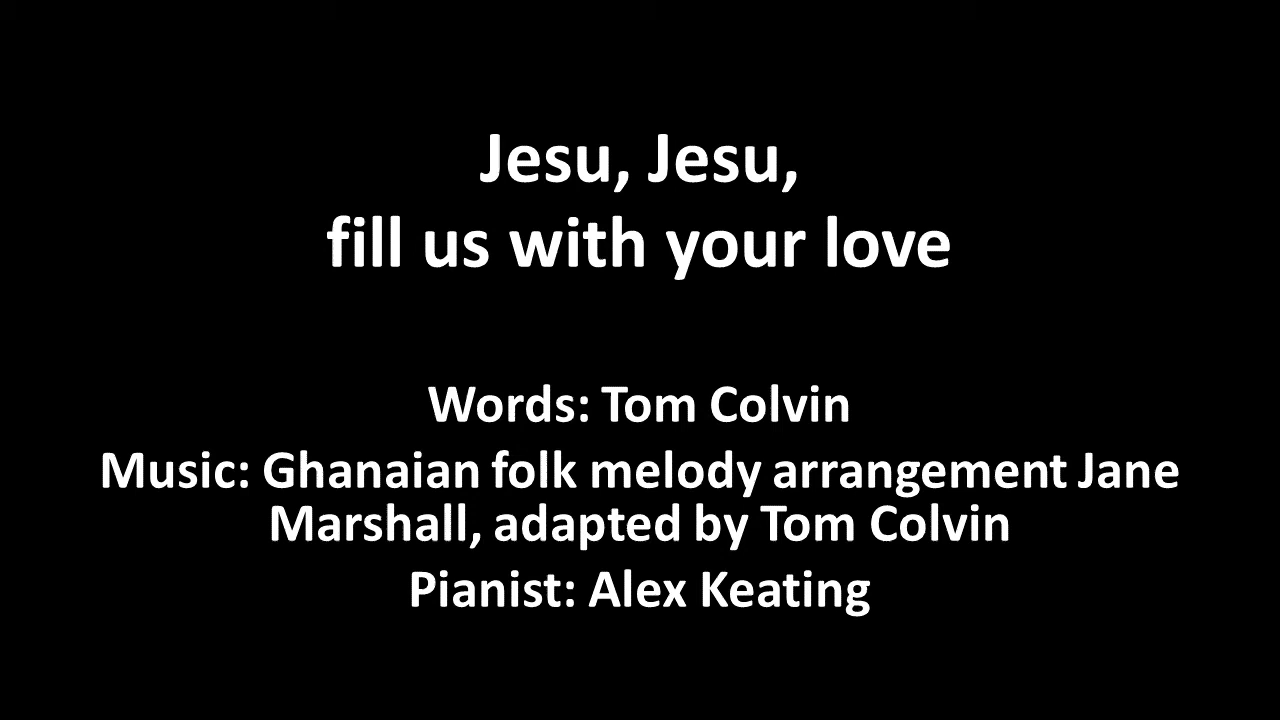 Jesu, Jesu,
fill us with your love
Words: Tom Colvin
Music: Ghanaian folk melody arrangement Jane
Marshall, adapted by Tom Colvin
Pianist: Alex Keating